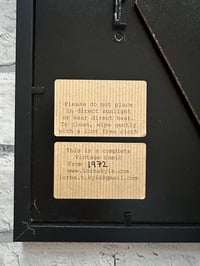 Please do not place
in direct sunlight
or near direct heat.
To clean, wipe gently
with a lint free cloth
This is a complete
Vintage comic
From 1972
www.lornakyle.com
lorna.t.kyle@gmail.com